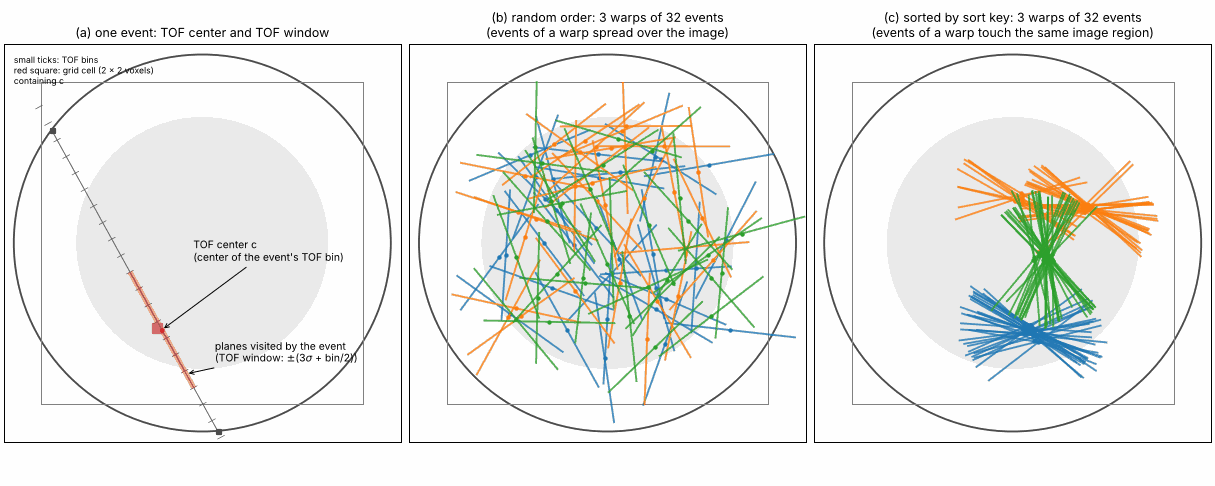 (a) one event: TOF center and TOF window
small ticks: TOF bins
red square: grid cell (2 × 2 voxels)
containing c
TOF center c
(center of the event's TOF bin)
planes visited by the event
(TOF window: ±(3σ + bin/2))
(b) random order: 3 warps of 32 events
(events of a warp spread over the image)
(c) sorted by sort key: 3 warps of 32 events
(events of a warp touch the same image region)